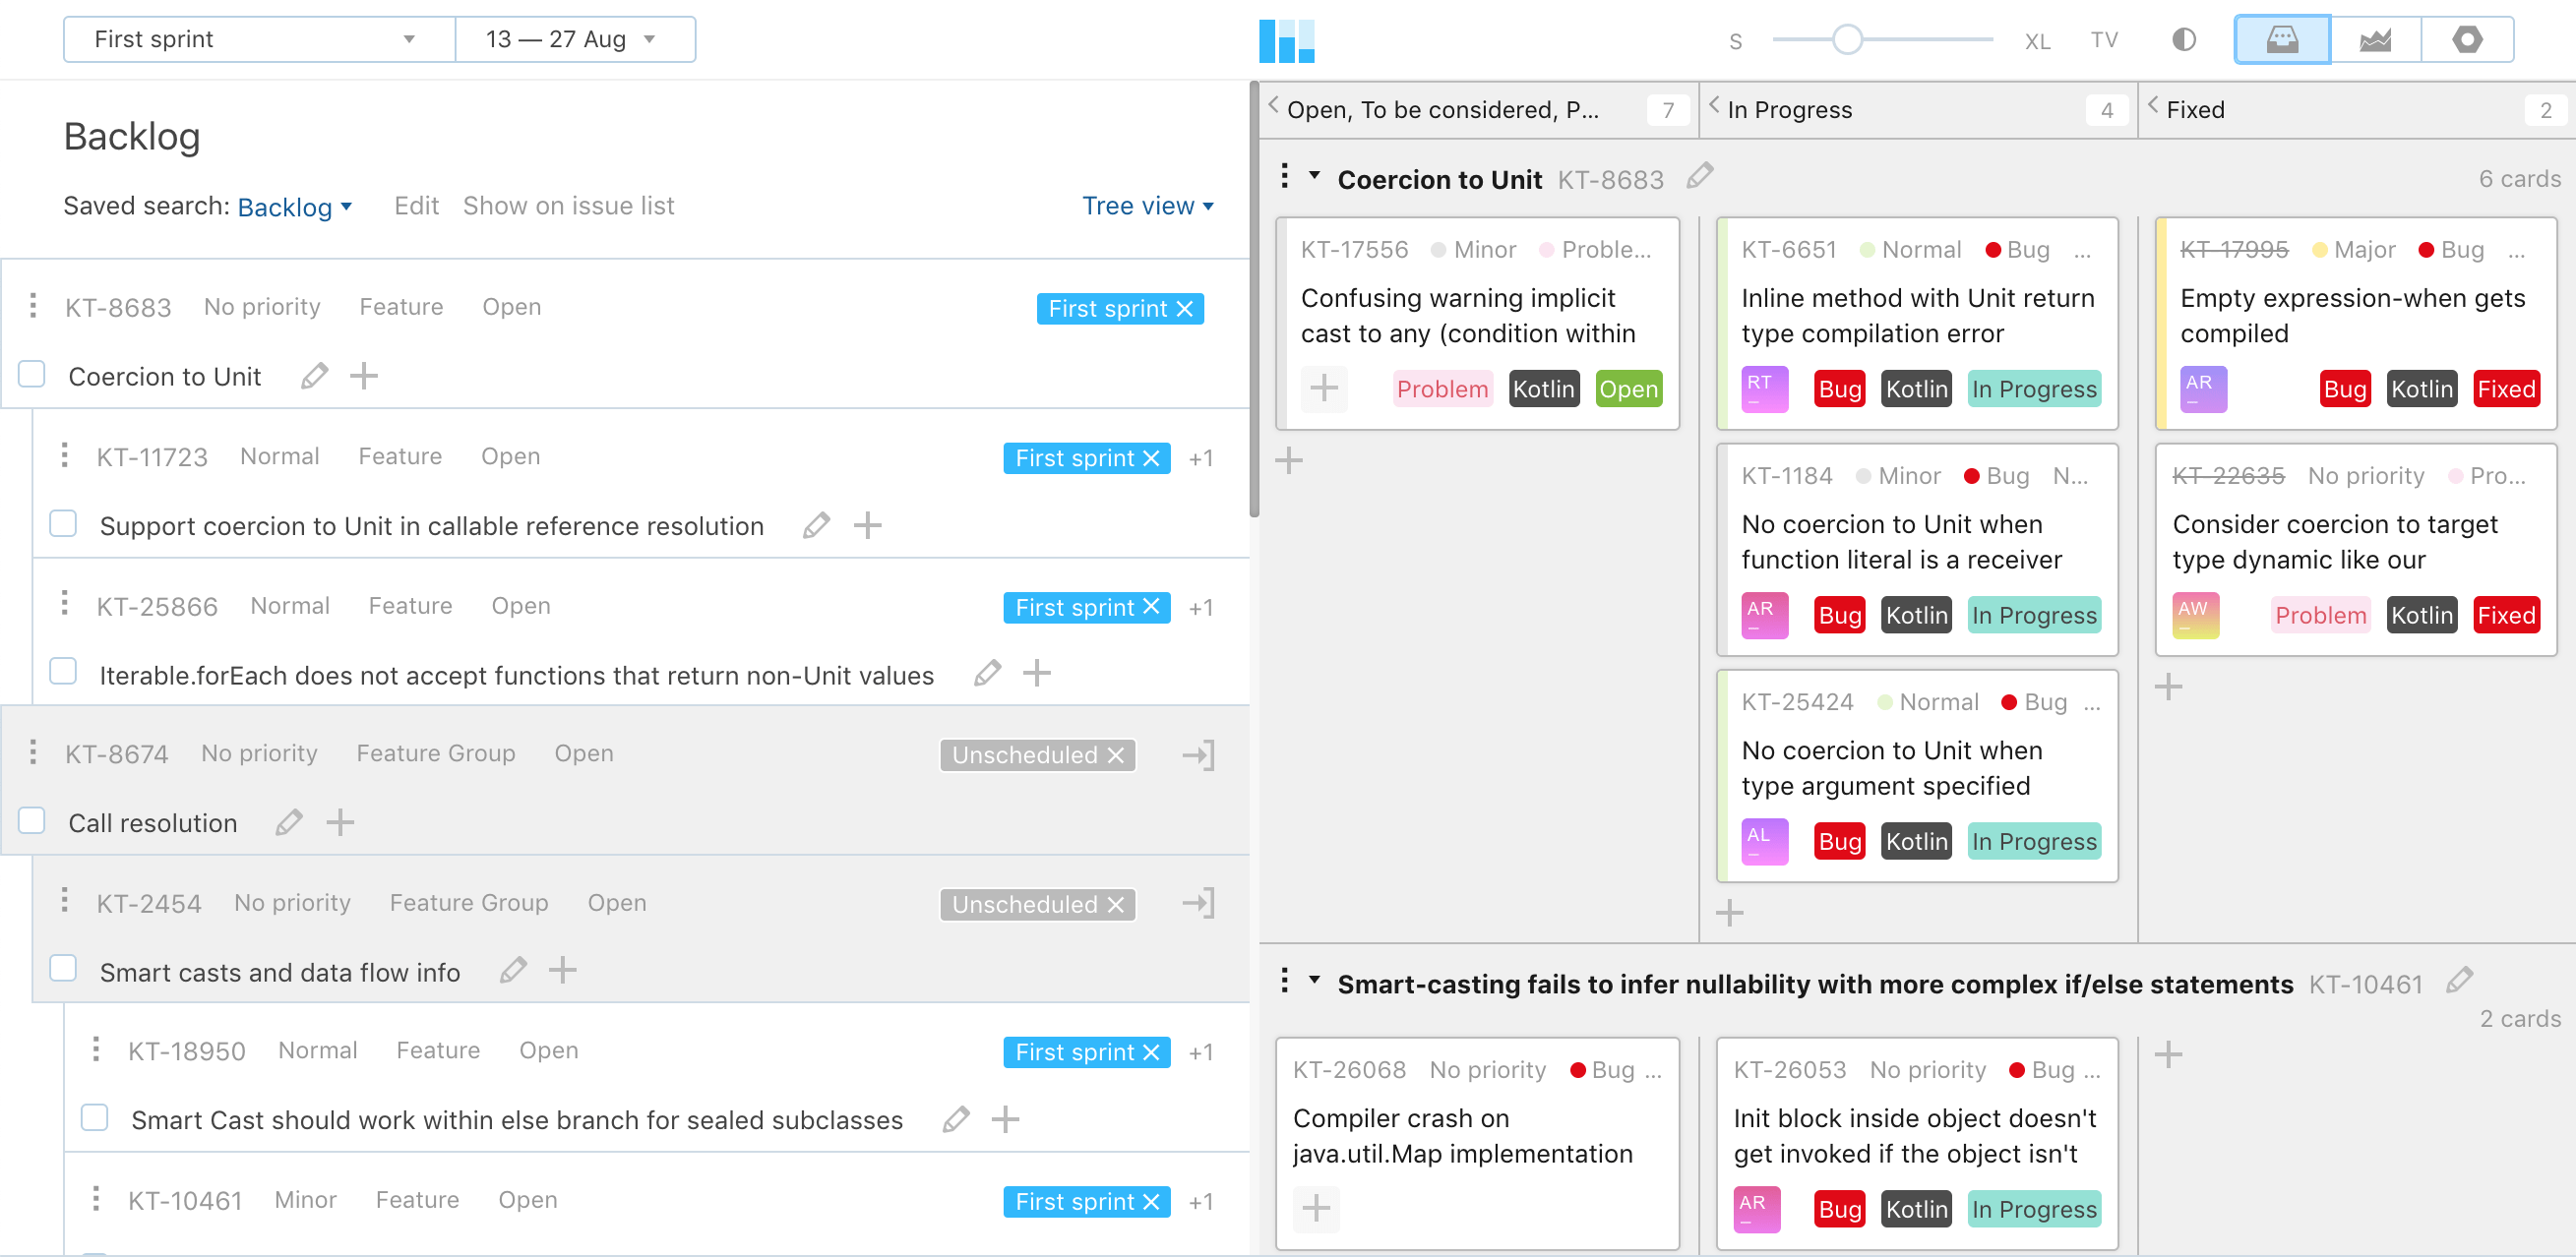 First sprint
13 — 27 Aug
S
XL
TV
Backlog
Saved search: Backlog
Edit
Show on issue list
Tree view
KT-8683 No priority Feature Open
First sprint
Coercion to Unit
KT-11723 Normal Feature Open
First sprint +1
Support coercion to Unit in callable reference resolution
KT-25866 Normal Feature Open
First sprint +1
Iterable.forEach does not accept functions that return non-Unit values
KT-8674 No priority Feature Group Open
Unscheduled
Call resolution
KT-2454 No priority Feature Group Open
Unscheduled
Smart casts and data flow info
KT-18950 Normal Feature Open
First sprint +1
Smart Cast should work within else branch for sealed subclasses
KT-10461 Minor Feature Open
First sprint +1
Open, To be considered, P... 7
In Progress 4
Fixed 2
Coercion to Unit KT-8683
6 cards
KT-17556 Minor Proble...
Confusing warning implicit
cast to any (condition within
Problem Kotlin Open
KT-6651 Normal Bug ...
Inline method with Unit return
type compilation error
RT Bug Kotlin In Progress
KT-1184 Minor Bug N...
No coercion to Unit when
function literal is a receiver
AR Bug Kotlin In Progress
KT-25424 Normal Bug ...
No coercion to Unit when
type argument specified
AL Bug Kotlin In Progress
KT-17995 Major Bug ...
Empty expression-when gets
compiled
AR Bug Kotlin Fixed
KT-22635 No priority Pro...
Consider coercion to target
type dynamic like our
AW Problem Kotlin Fixed
Smart-casting fails to infer nullability with more complex if/else statements KT-10461
2 cards
KT-26068 No priority Bug ...
Compiler crash on
java.util.Map implementation
KT-26053 No priority Bug ...
Init block inside object doesn't
get invoked if the object isn't
AR Bug Kotlin In Progress